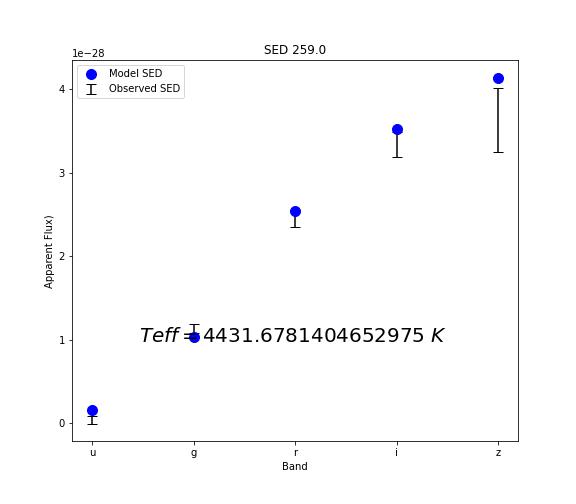 SED 259.0
1e−28
Model SED
Observed SED
4
3
2
1
0
Apparent Flux)
Teff = 4431.6781404652975 K
u g r i z
Band